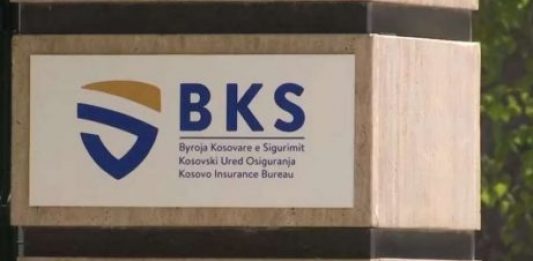 BKS
Byroja Kosovare e Sigurimit
Kosovski Ured Osiguranja
Kosovo Insurance Bureau